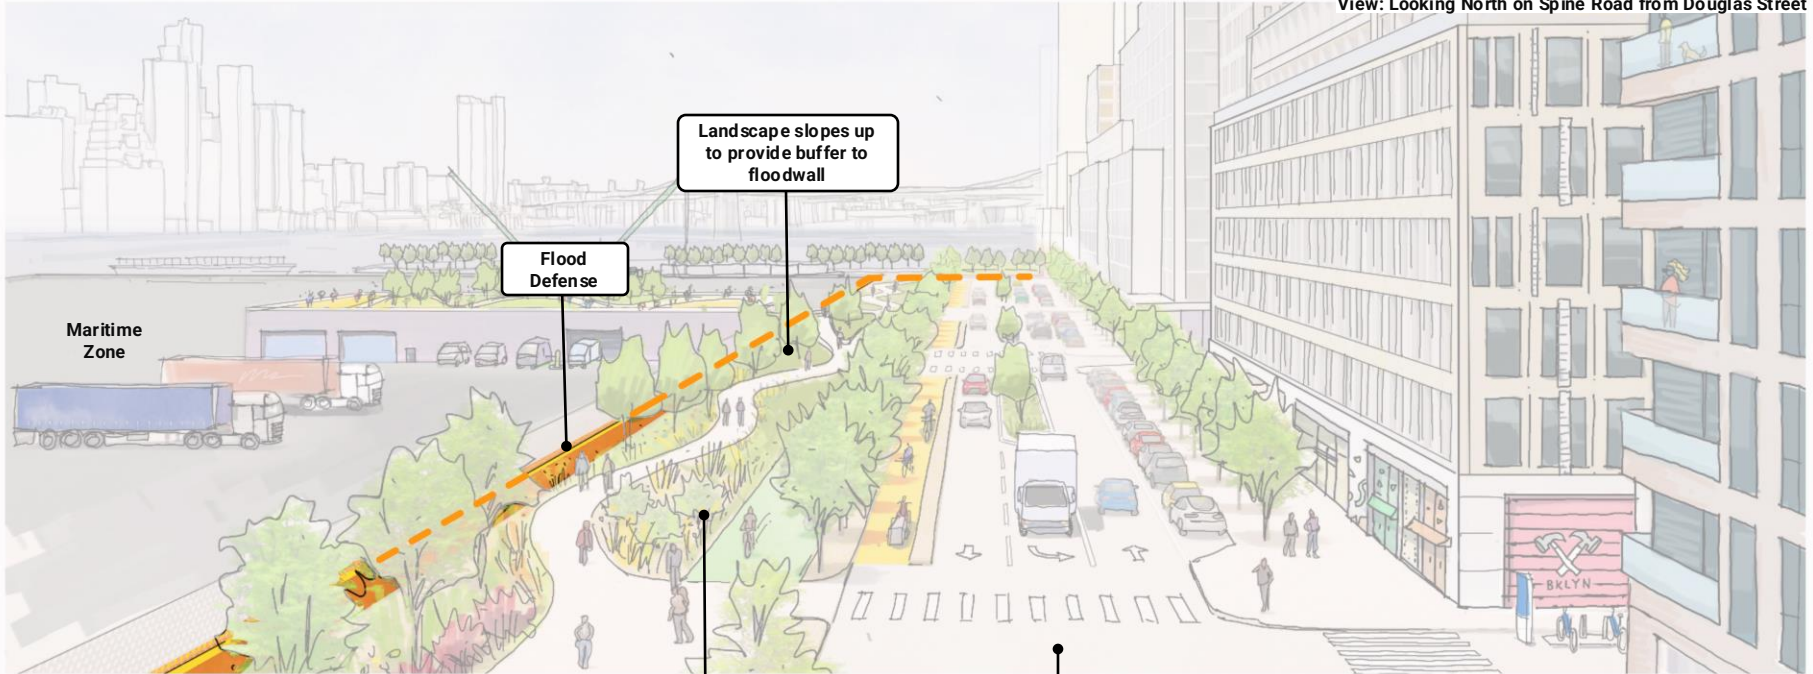 View: Looking North on Spine Road from Douglas Street
Landscape slopes up
to provide buffer to
floodwall
Flood
Defense
Maritime
Zone
BKLYN